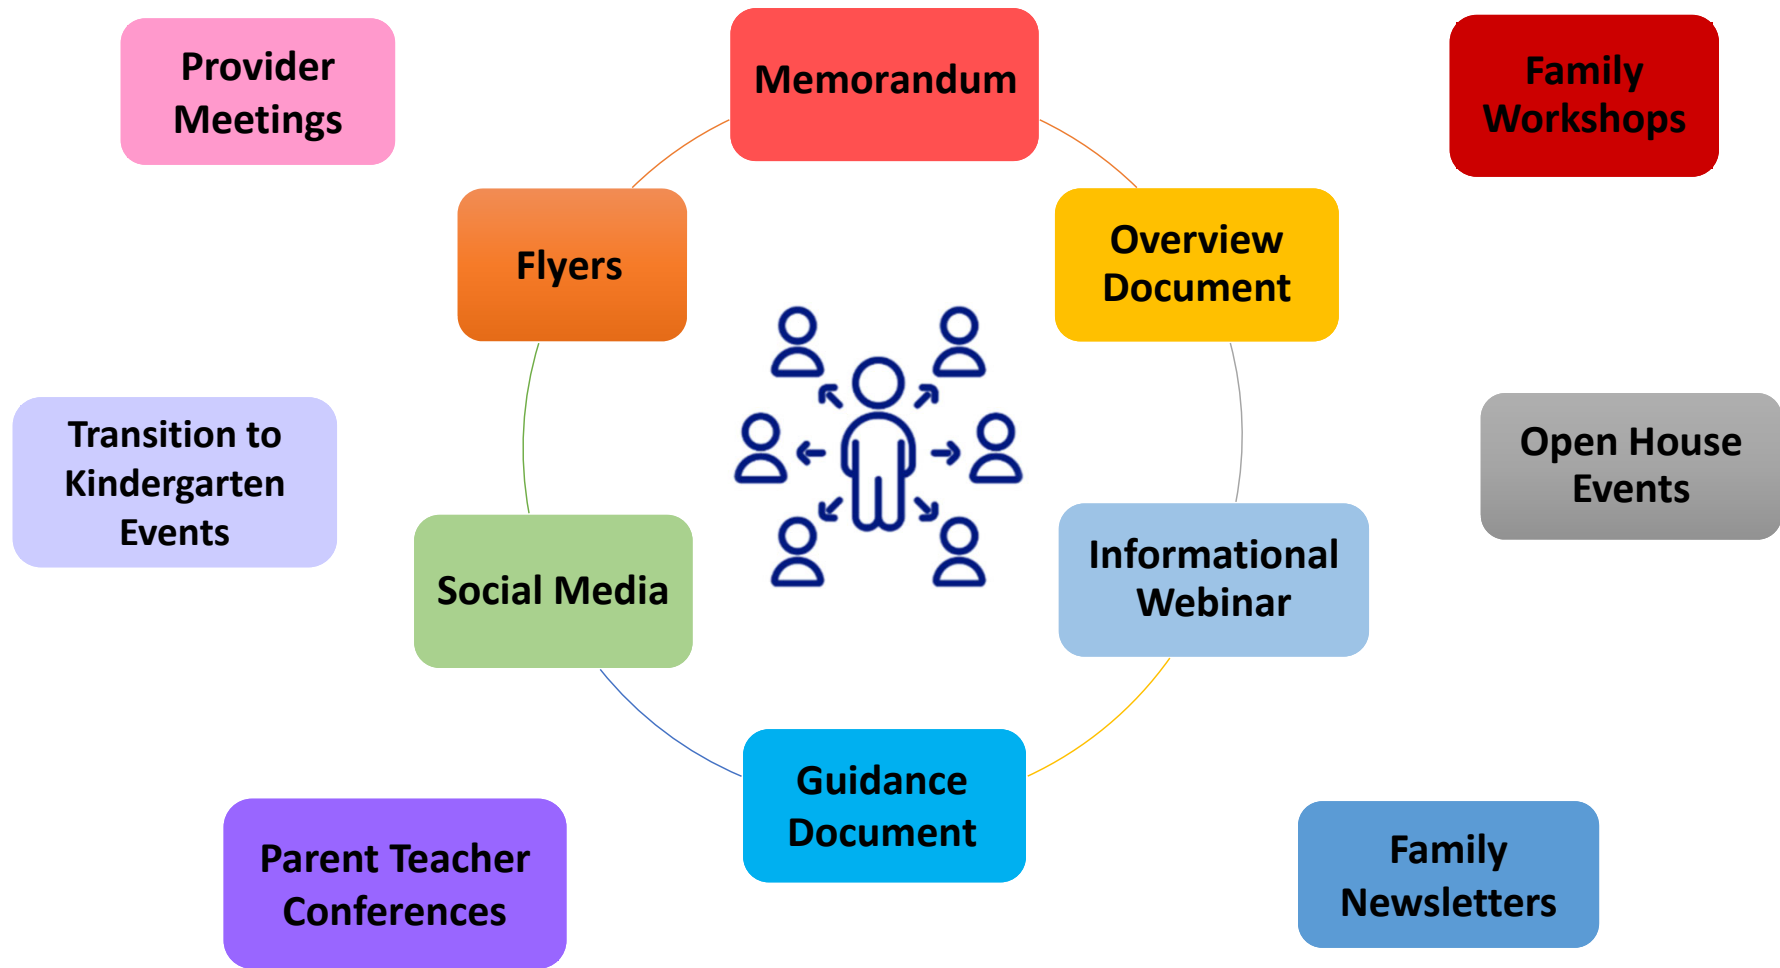 Provider
Meetings
Memorandum
Family
Workshops
Flyers
Overview
Document
Transition to
Kindergarten
Events
Open House
Events
Social Media
Informational
Webinar
Guidance
Document
Parent Teacher
Conferences
Family
Newsletters